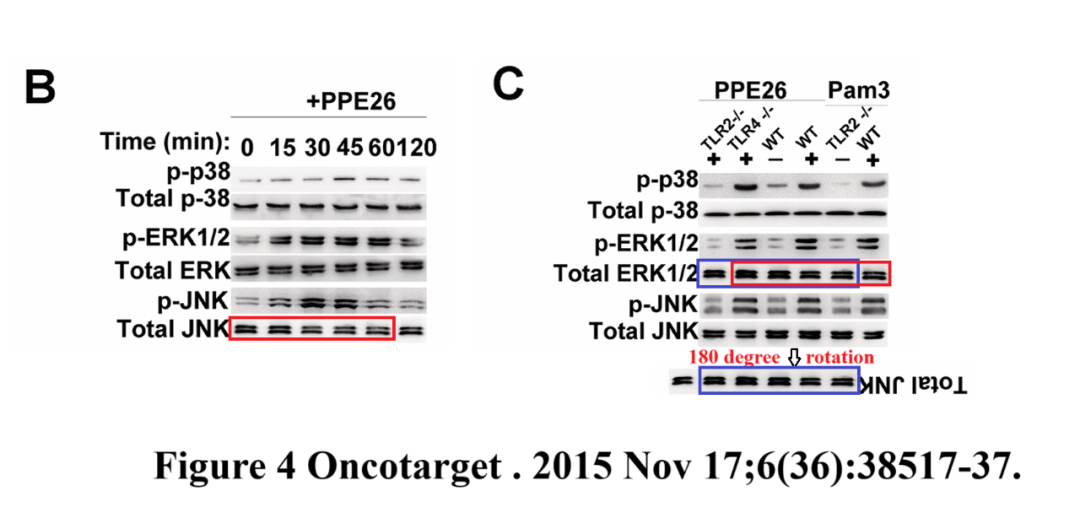 B
+PPE26
Time (min): 0 15 30 45 60 120
p-p38
Total p-38
p-ERK1/2
Total ERK
p-JNK
Total JNK
C
PPE26 Pam3
TLR2-/- TLR4 -/- WT WT TLR2 -/- WT
+ + − + − +
p-p38
Total p-38
p-ERK1/2
Total ERK1/2
p-JNK
Total JNK
180 degree rotation
Total JNK
Figure 4 Oncotarget . 2015 Nov 17;6(36):38517-37.